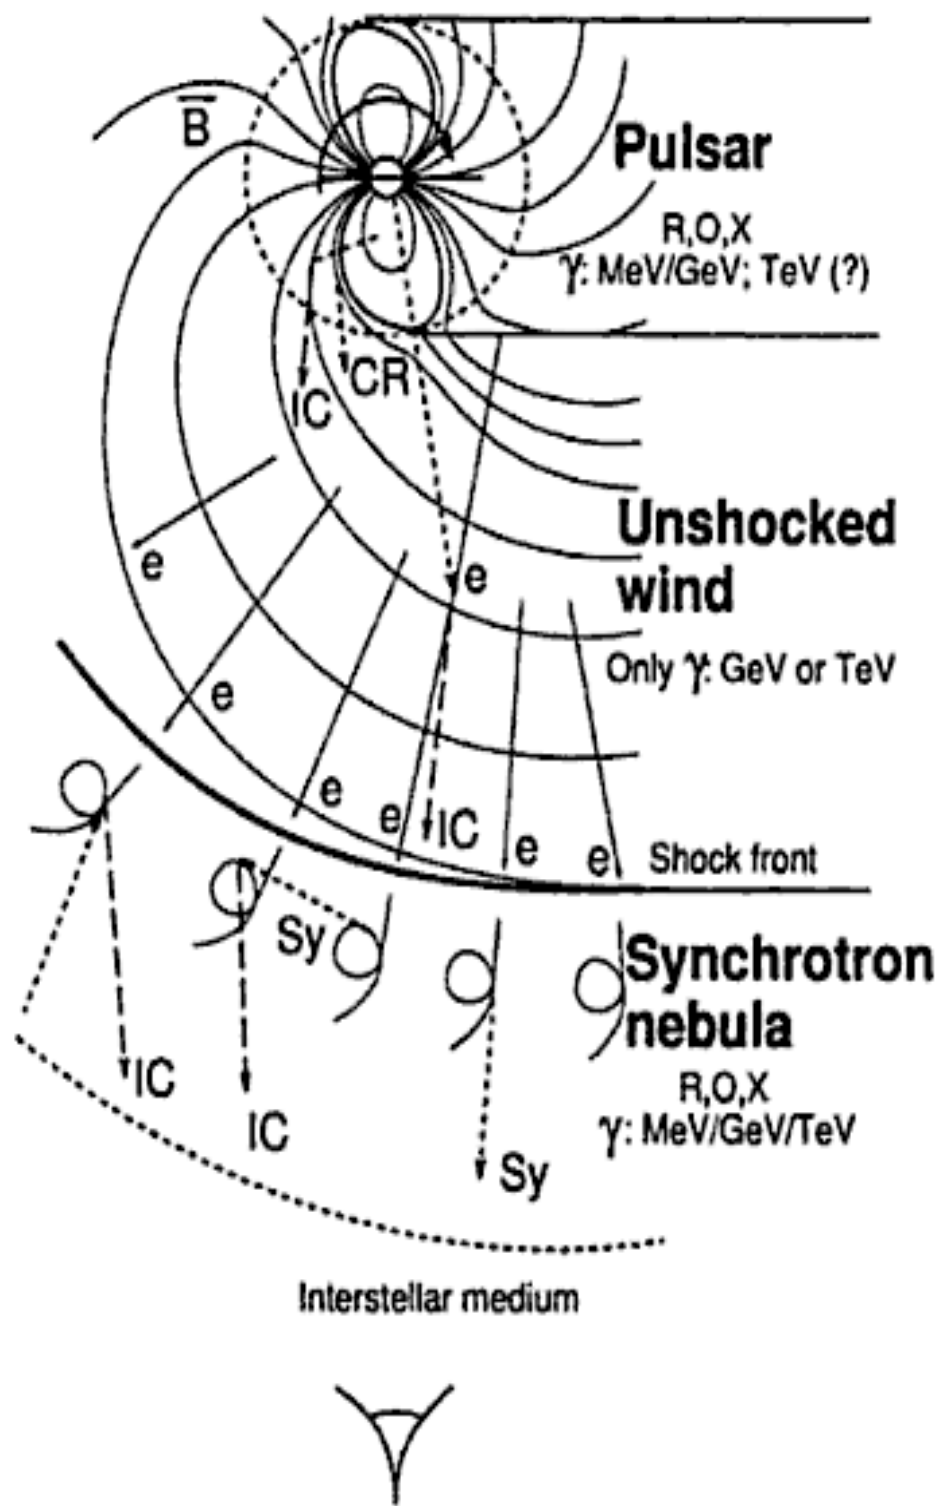 B
Pulsar
R,O,X
γ: MeV/GeV; TeV (?)
CR
IC
Unshocked
wind
e
e
Only γ: GeV or TeV
e
e
e
IC
e
e
Shock front
Sy
Synchrotron
nebula
IC
R,O,X
IC
γ: MeV/GeV/TeV
Sy
Interstellar medium